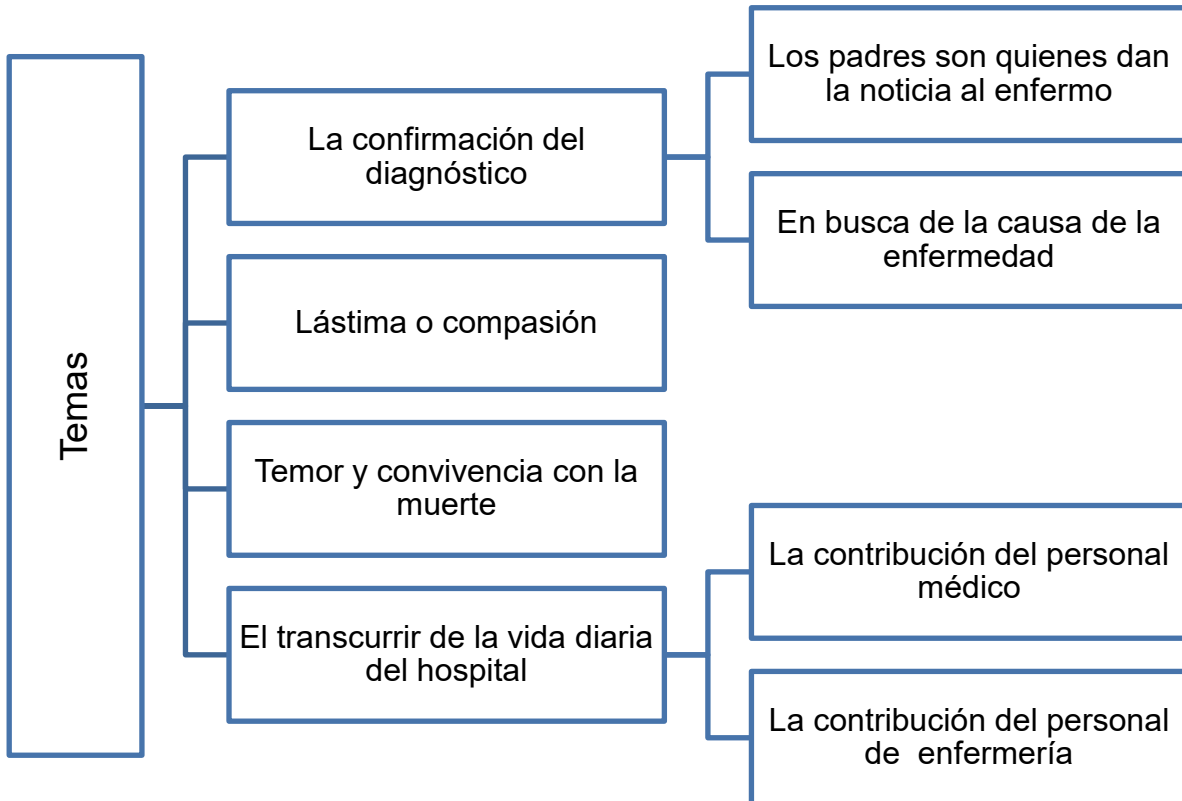 Temas
La confirmación del
diagnóstico
Los padres son quienes dan
la noticia al enfermo
En busca de la causa de la
enfermedad
Lástima o compasión
Temor y convivencia con la
muerte
El transcurrir de la vida diaria
del hospital
La contribución del personal
médico
La contribución del personal
de  enfermería